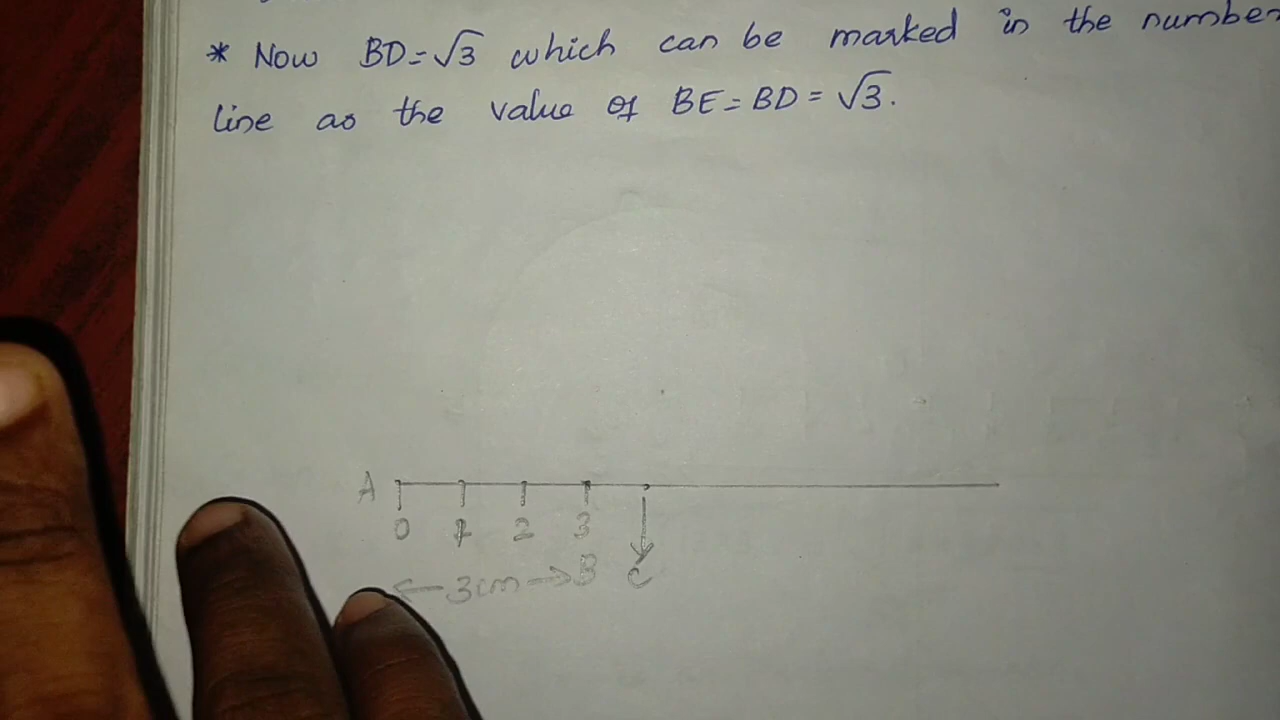 * Now BD = √3 which can be marked in the number
line as the value of BE = BD = √3.
A
0 1 2 3
← 3cm → B C